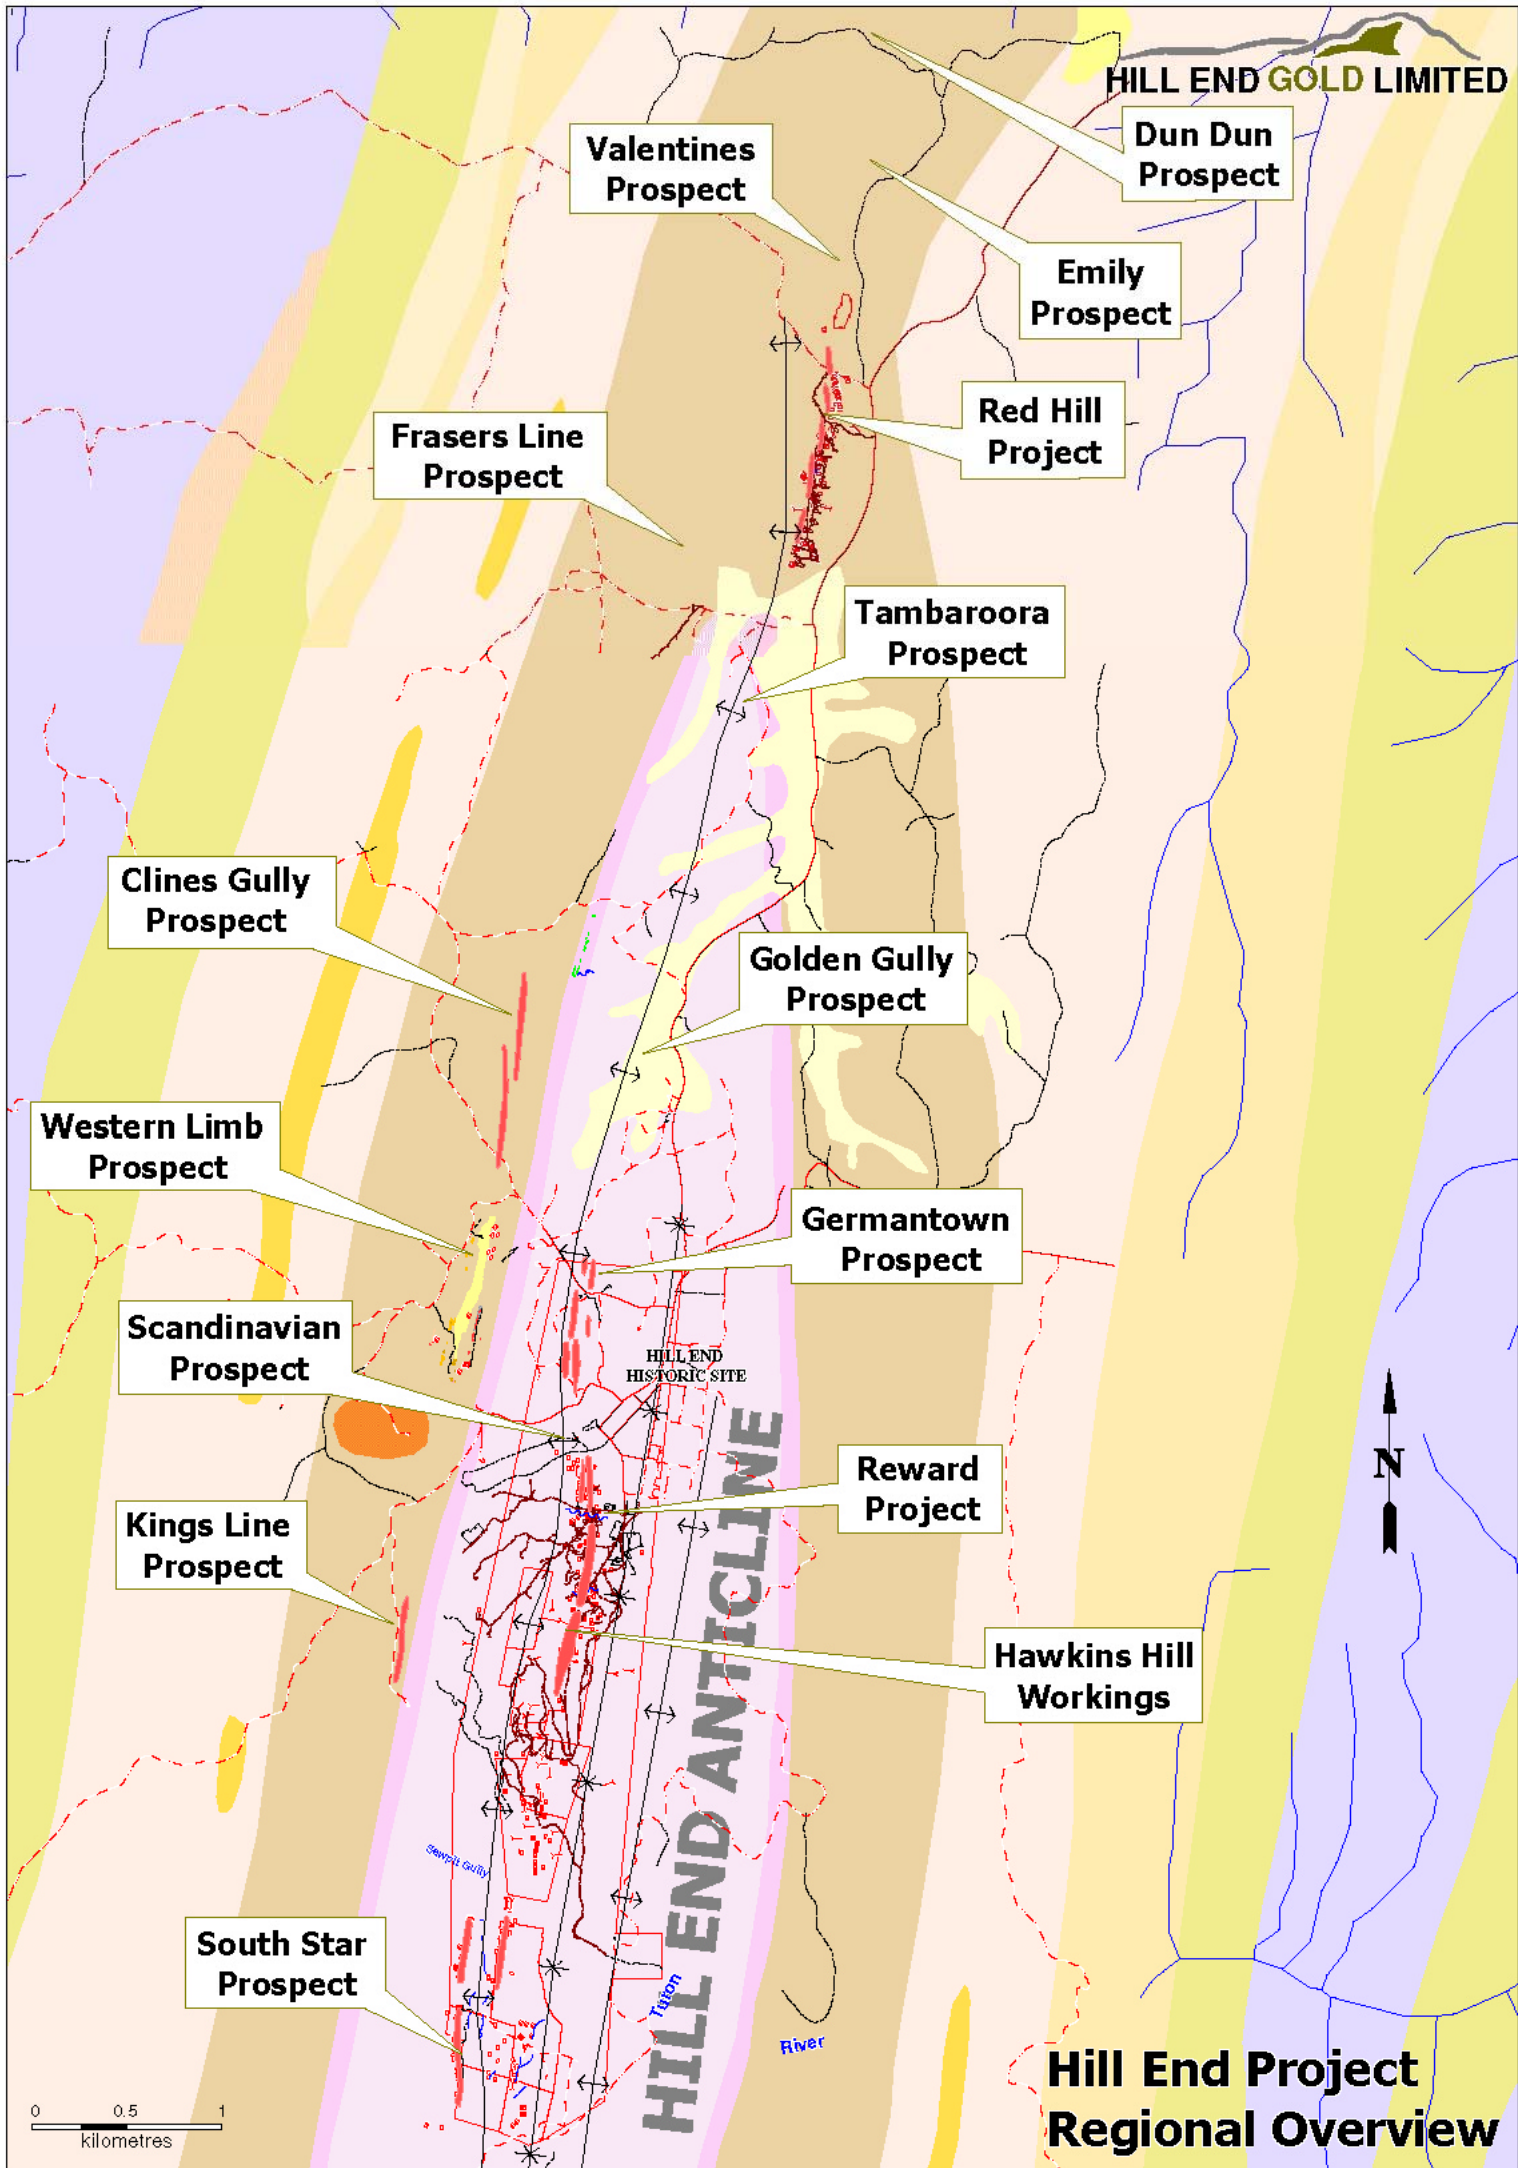 HILL END GOLD LIMITED
Dun Dun
Prospect
Valentines
Prospect
Emily
Prospect
Red Hill
Project
Frasers Line
Prospect
Tambaroora
Prospect
Clines Gully
Prospect
Golden Gully
Prospect
Western Limb
Prospect
Germantown
Prospect
Scandinavian
Prospect
HILL END
HISTORIC SITE
Reward
Project
N
Kings Line
Prospect
HILL END ANTICLINE
Hawkins Hill
Workings
Sawpit Gully
South Star
Prospect
Turon
River
Hill End Project
Regional Overview
0 0.5 1
kilometres